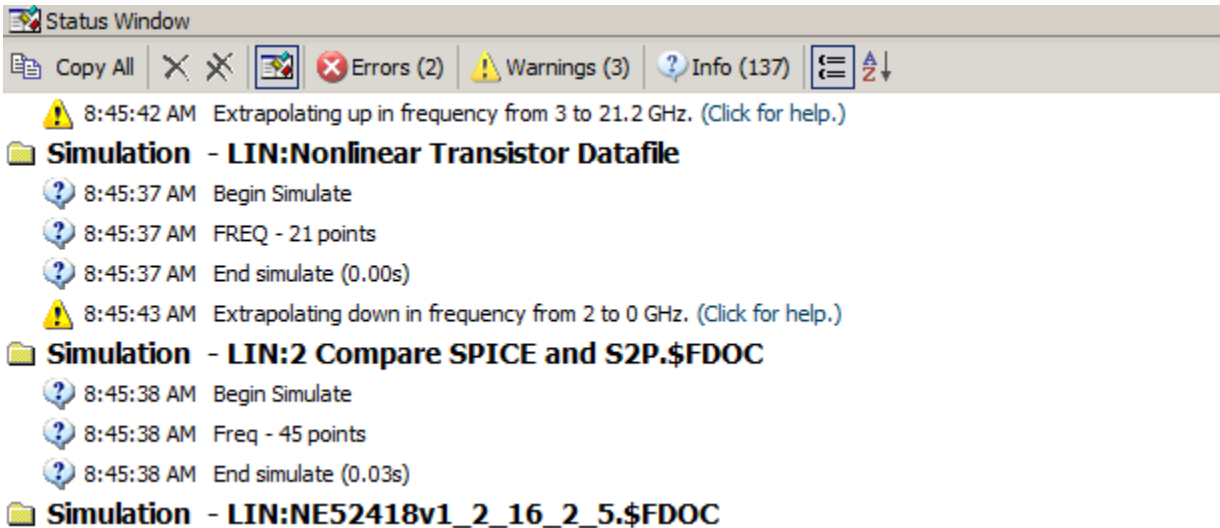 Status Window
Copy All Errors (2) Warnings (3) Info (137) A Z
8:45:42 AM Extrapolating up in frequency from 3 to 21.2 GHz. (Click for help.)
Simulation - LIN:Nonlinear Transistor Datafile
8:45:37 AM Begin Simulate
8:45:37 AM FREQ - 21 points
8:45:37 AM End simulate (0.00s)
8:45:43 AM Extrapolating down in frequency from 2 to 0 GHz. (Click for help.)
Simulation - LIN:2 Compare SPICE and S2P.$FDOC
8:45:38 AM Begin Simulate
8:45:38 AM Freq - 45 points
8:45:38 AM End simulate (0.03s)
Simulation - LIN:NE52418v1_2_16_2_5.$FDOC